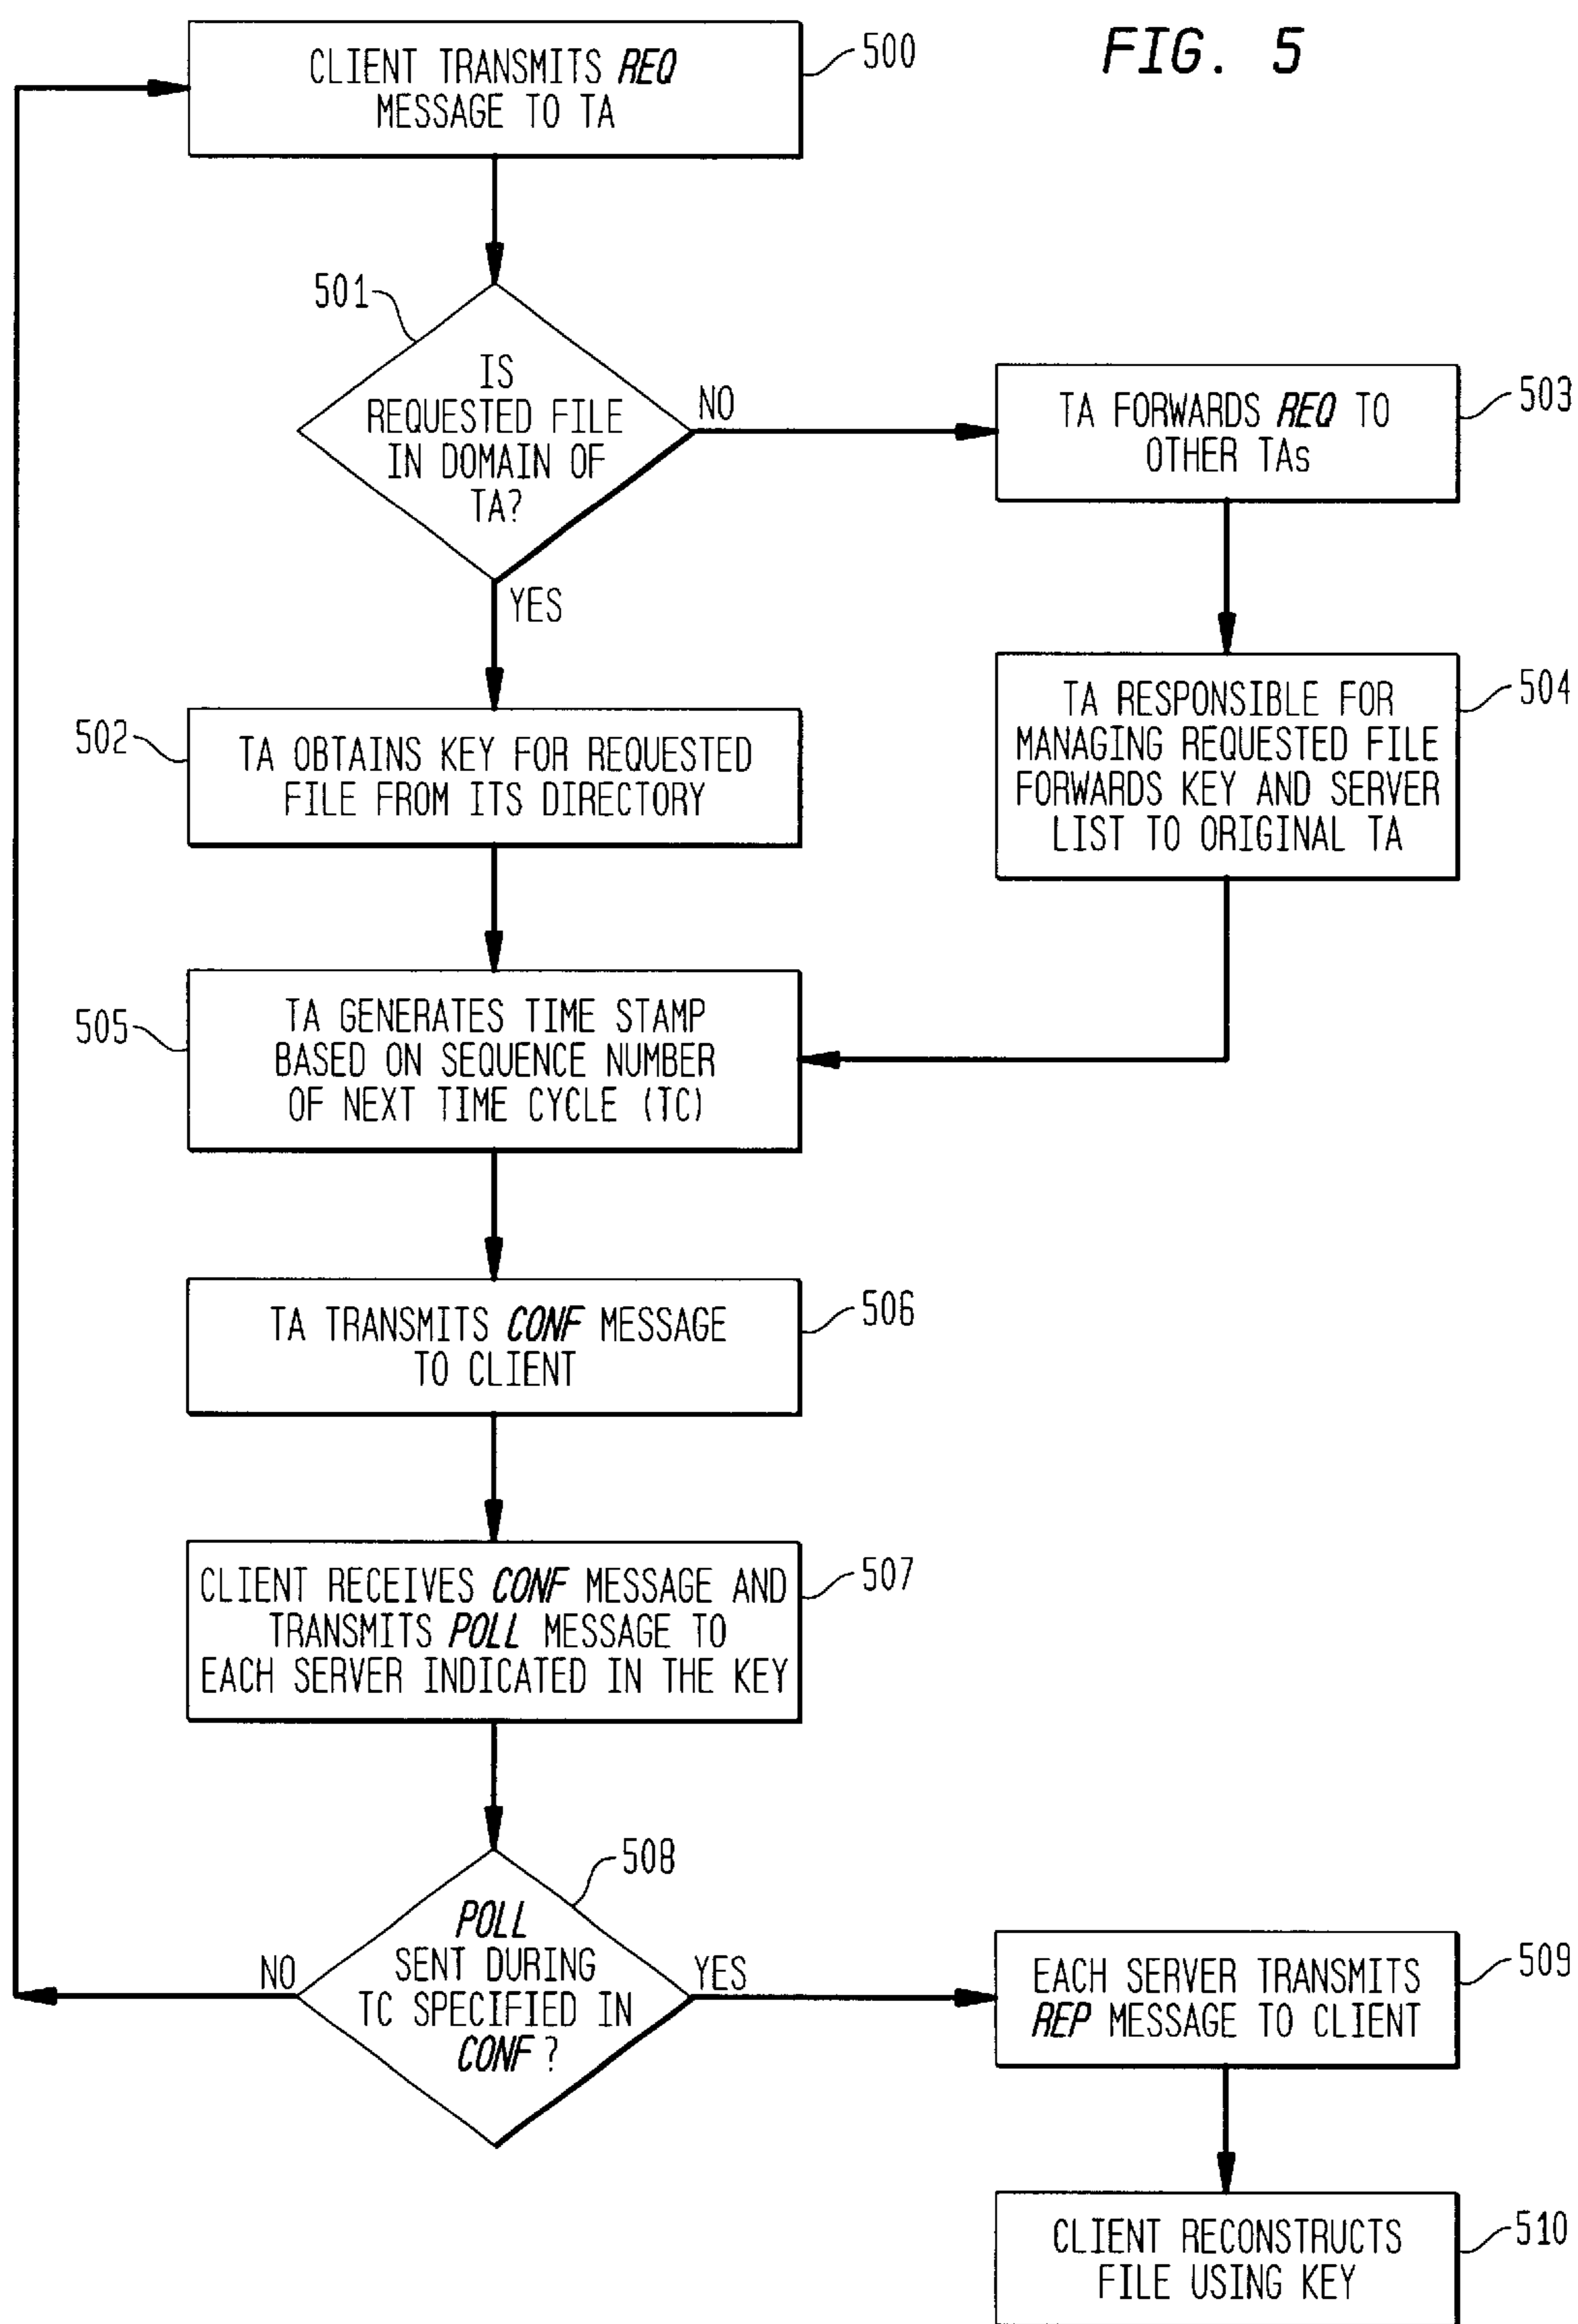 FIG. 5
CLIENT TRANSMITS REQ
MESSAGE TO TA
500
501
IS
REQUESTED FILE
IN DOMAIN OF
TA?
NO
YES
TA FORWARDS REQ TO
OTHER TAs
503
TA RESPONSIBLE FOR
MANAGING REQUESTED FILE
FORWARDS KEY AND SERVER
LIST TO ORIGINAL TA
504
502
TA OBTAINS KEY FOR REQUESTED
FILE FROM ITS DIRECTORY
505
TA GENERATES TIME STAMP
BASED ON SEQUENCE NUMBER
OF NEXT TIME CYCLE (TC)
TA TRANSMITS CONF MESSAGE
TO CLIENT
506
CLIENT RECEIVES CONF MESSAGE AND
TRANSMITS POLL MESSAGE TO
EACH SERVER INDICATED IN THE KEY
507
508
POLL
SENT DURING
TC SPECIFIED IN
CONF?
NO
YES
EACH SERVER TRANSMITS
REP MESSAGE TO CLIENT
509
CLIENT RECONSTRUCTS
FILE USING KEY
510